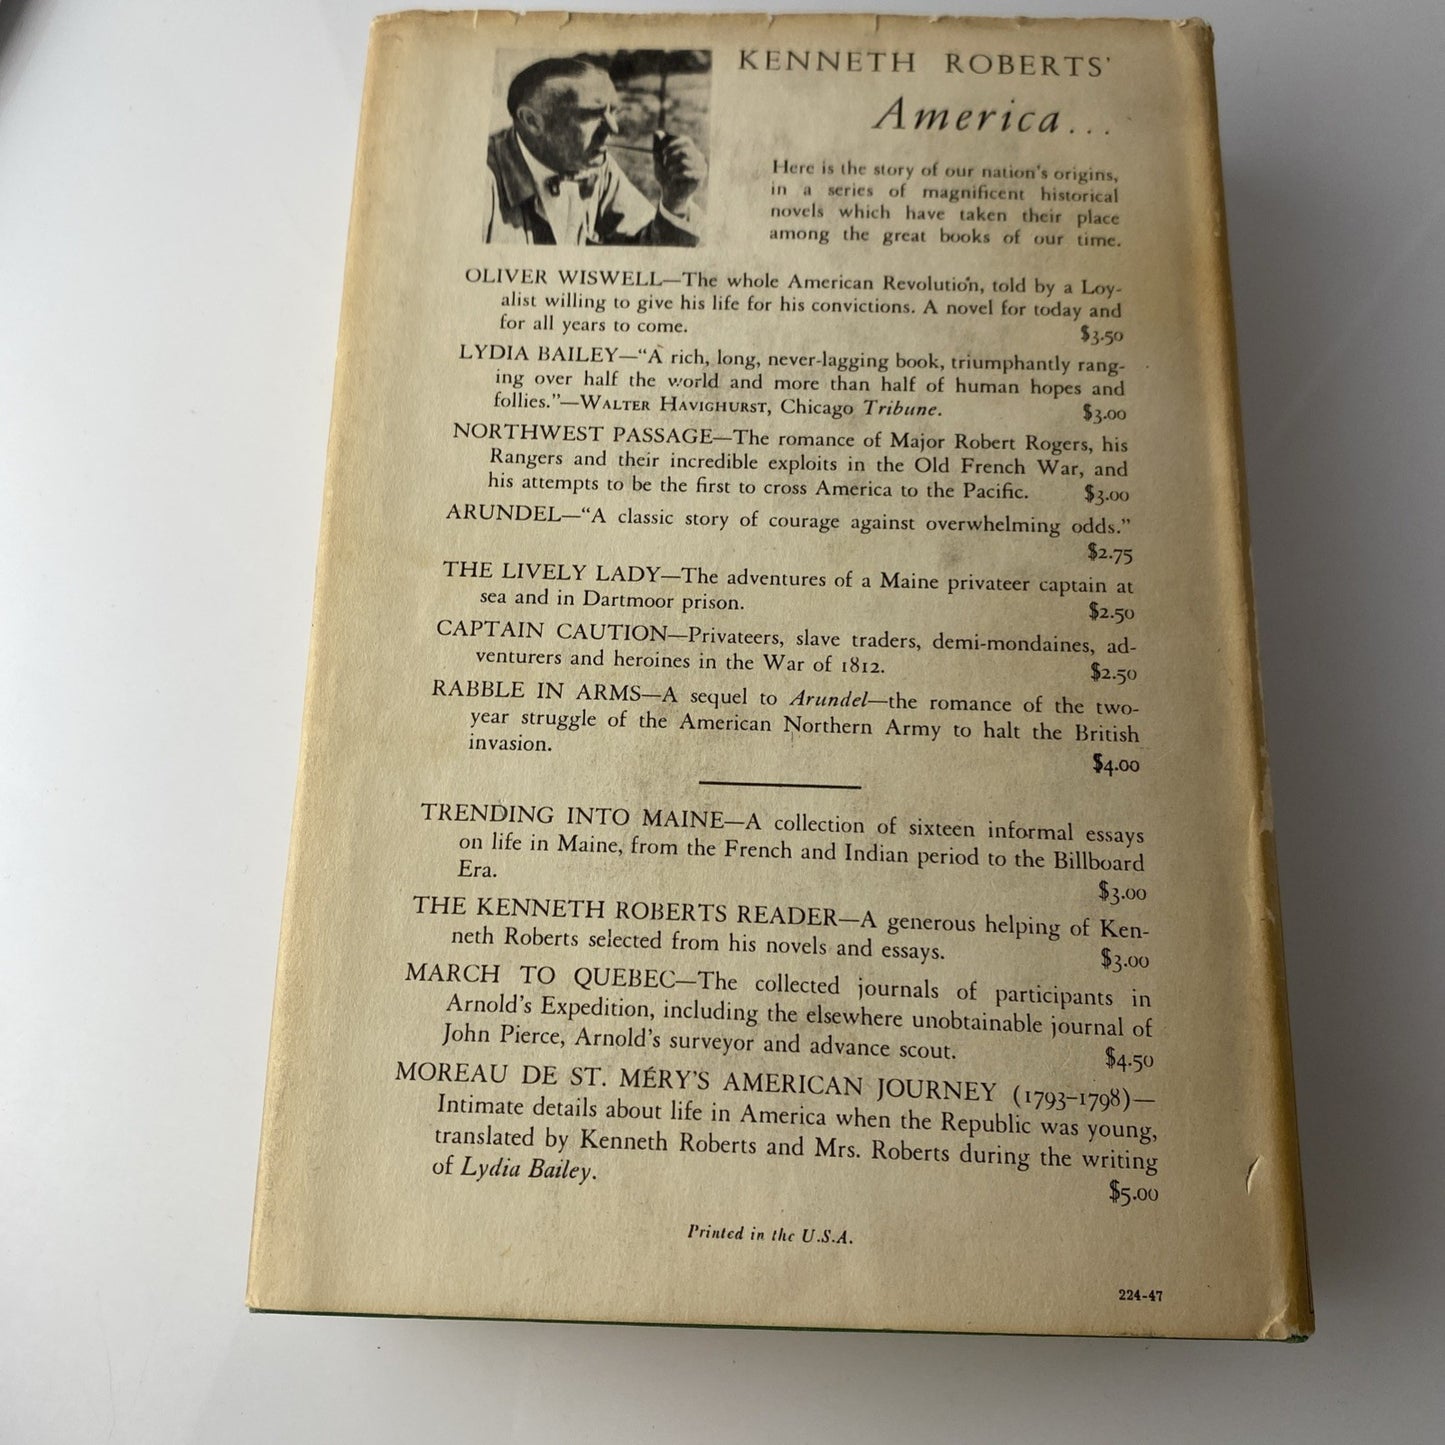 KENNETH ROBERTS'
America...
Here is the story of our nation's origins,
in a series of magnificent historical
novels which have taken their place
among the great books of our time.
OLIVER WISWELL—The whole American Revolution, told by a Loy-
alist willing to give his life for his convictions. A novel for today and
for all years to come. $3.50
LYDIA BAILEY—“A rich, long, never-lagging book, triumphantly rang-
ing over half the world and more than half of human hopes and
follies.”—WALTER HAVIGHURST, Chicago Tribune. $3.00
NORTHWEST PASSAGE—The romance of Major Robert Rogers, his
Rangers and their incredible exploits in the Old French War, and
his attempts to be the first to cross America to the Pacific. $3.00
ARUNDEL—“A classic story of courage against overwhelming odds.”
$2.75
THE LIVELY LADY—The adventures of a Maine privateer captain at
sea and in Dartmoor prison. $2.50
CAPTAIN CAUTION—Privateers, slave traders, demi-mondaines, ad-
venturers and heroines in the War of 1812. $2.50
RABBLE IN ARMS—A sequel to Arundel—the romance of the two-
year struggle of the American Northern Army to halt the British
invasion. $4.00
TRENDING INTO MAINE—A collection of sixteen informal essays
on life in Maine, from the French and Indian period to the Billboard
Era. $3.00
THE KENNETH ROBERTS READER—A generous helping of Ken-
neth Roberts selected from his novels and essays. $3.00
MARCH TO QUEBEC—The collected journals of participants in
Arnold's Expedition, including the elsewhere unobtainable journal of
John Pierce, Arnold's surveyor and advance scout. $4.50
MOREAU DE ST. MÉRY'S AMERICAN JOURNEY (1793–1798)—
Intimate details about life in America when the Republic was young,
translated by Kenneth Roberts and Mrs. Roberts during the writing
of Lydia Bailey. $5.00
Printed in the U.S.A.
224-47